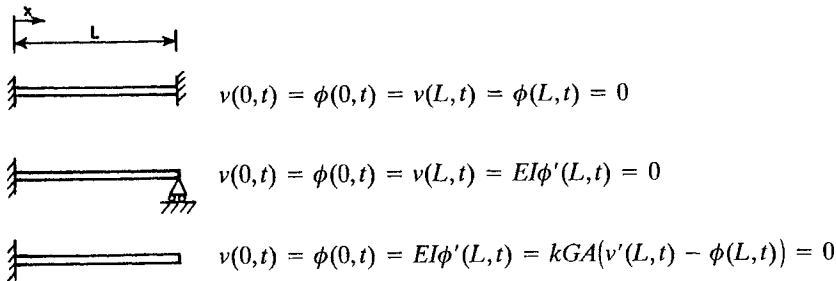 x
L
v(0,t) = ϕ(0,t) = v(L,t) = ϕ(L,t) = 0
v(0,t) = ϕ(0,t) = v(L,t) = EIϕ′(L,t) = 0
v(0,t) = ϕ(0,t) = EIϕ′(L,t) = kGA(v′(L,t) − ϕ(L,t)) = 0